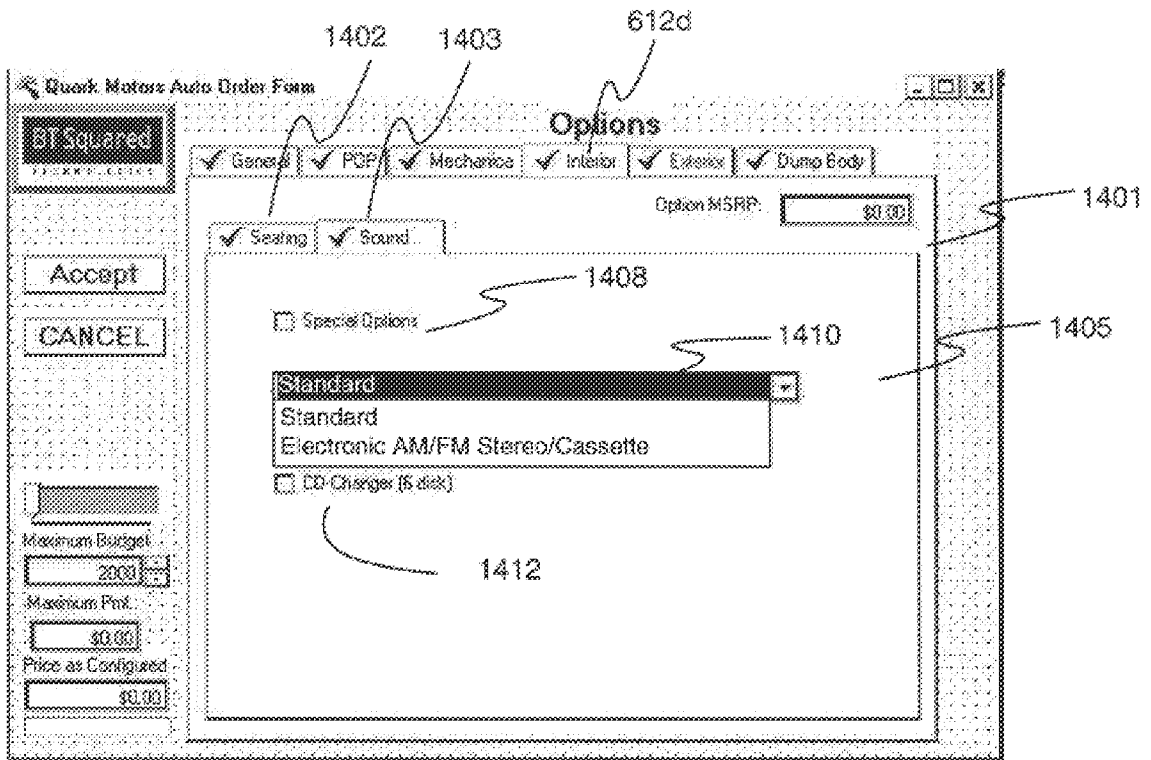 1402 1403 612d
Quark Motors Auto Order Form
BT Squared
Options
General POP Mechanica Interior Exterior Dump Body
Option MSRP: $0.00
1401
Seating Sound
Accept
1408
Special Options
CANCEL
1410
1405
Standard
Standard
Electronic AM/FM Stereo/Cassette
CD Changer (6 disk)
1412
Maximum Budget
2000
Maximum Pmt.
$0.00
Price as Configured
$0.00